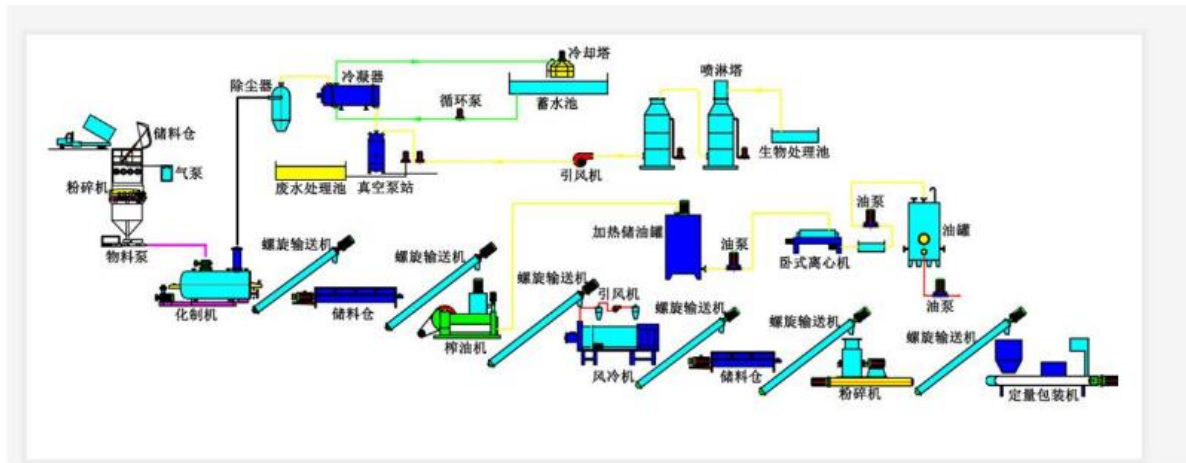 冷却塔
喷淋塔
除尘器
冷凝器
循环泵
蓄水池
储料仓
气泵
粉碎机
生物处理池
引风机
废水处理池
真空泵站
物料泵
油泵
加热储油罐
油泵
油罐
卧式离心机
螺旋输送机
螺旋输送机
螺旋输送机
引风机
油泵
化制机
储料仓
榨油机
螺旋输送机
螺旋输送机
螺旋输送机
风冷机
储料仓
粉碎机
定量包装机